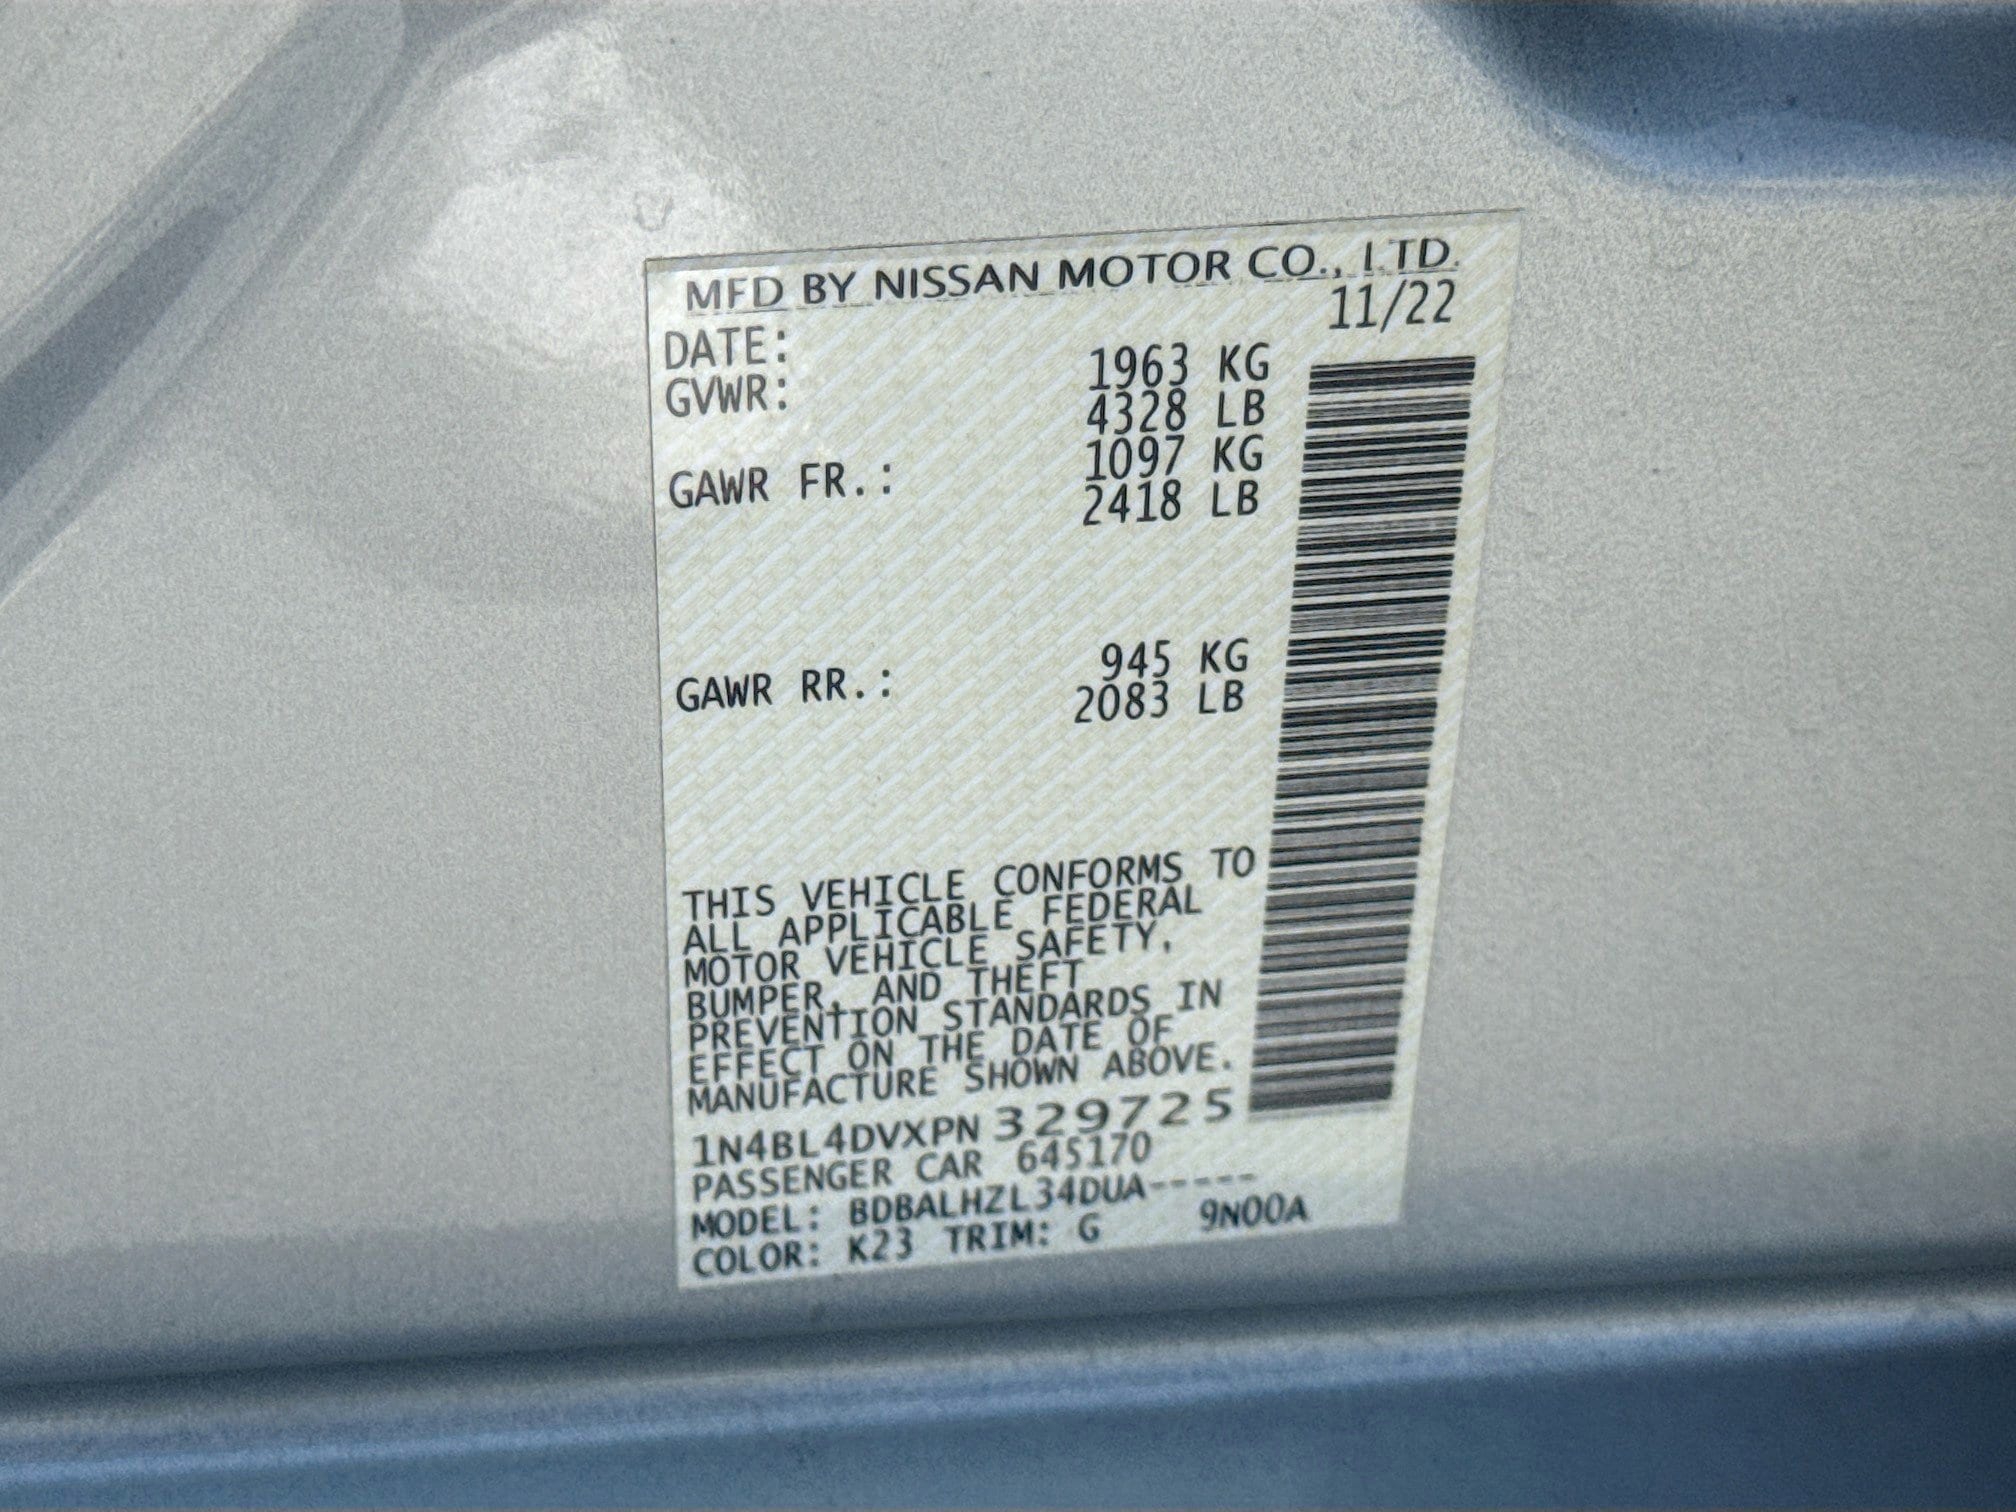 MFD BY NISSAN MOTOR CO., LTD.
DATE: 11/22
GVWR: 1963 KG
4328 LB
GAWR FR.: 1097 KG
2418 LB
GAWR RR.: 945 KG
2083 LB
THIS VEHICLE CONFORMS TO
ALL APPLICABLE FEDERAL
MOTOR VEHICLE SAFETY,
BUMPER, AND THEFT
PREVENTION STANDARDS IN
EFFECT ON THE DATE OF
MANUFACTURE SHOWN ABOVE.
1N4BL4DVXPN 329725
PASSENGER CAR 645170
MODEL: BDBALHZL34DUA-----
COLOR: K23 TRIM: G 9N00A